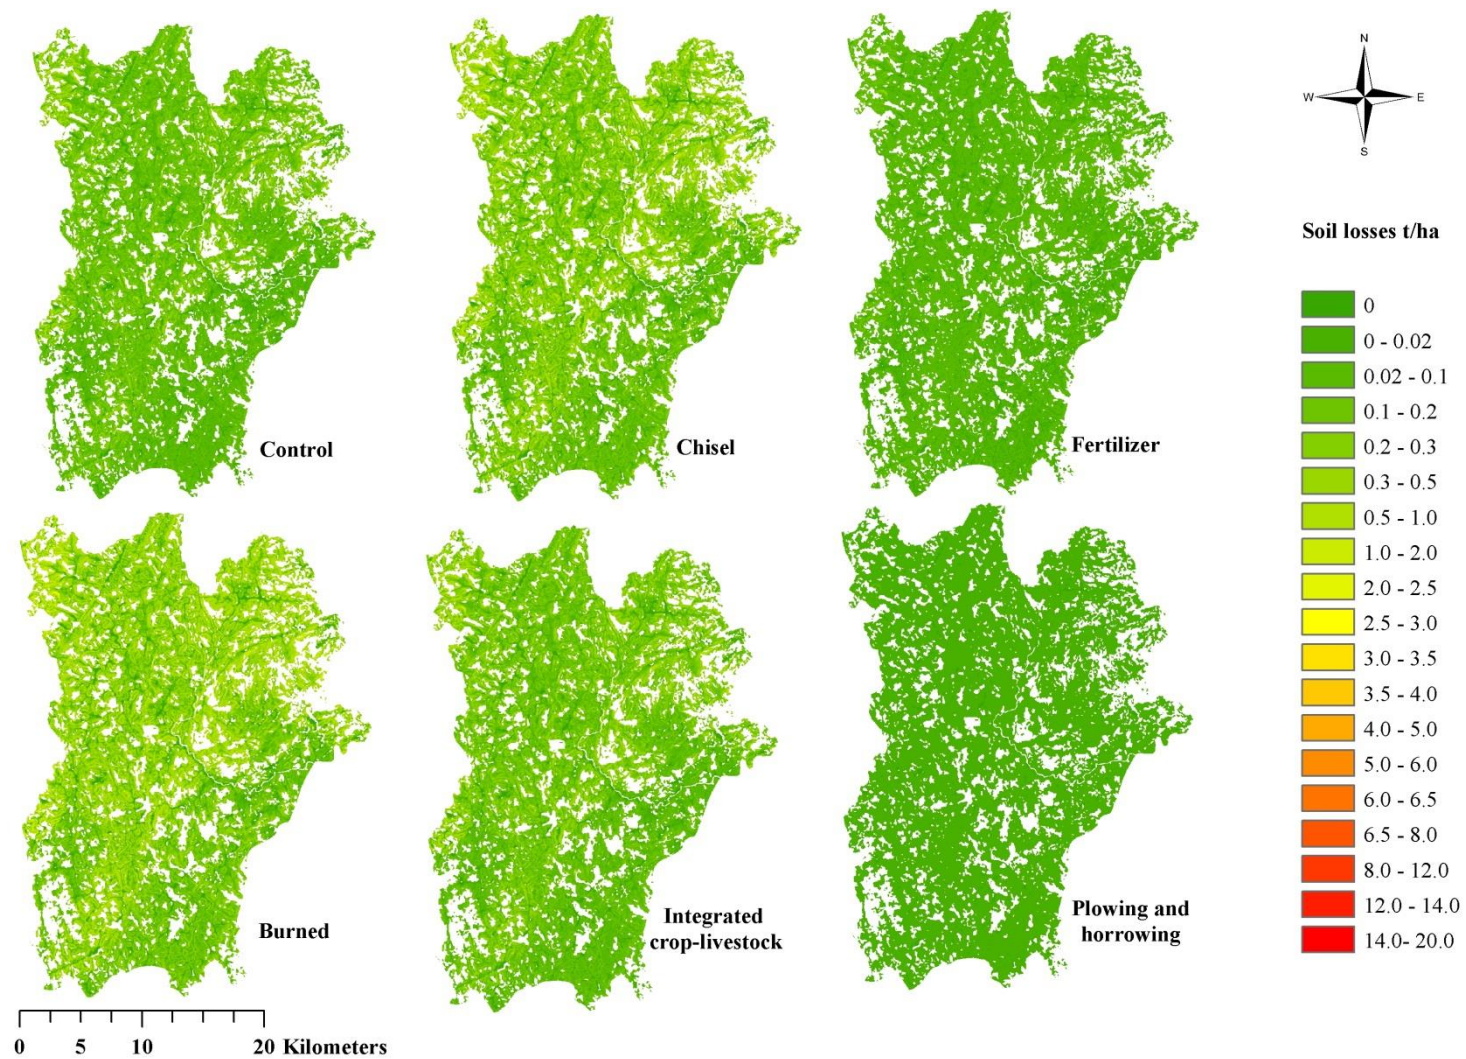 N
W
E
S
Soil losses t/ha
0
0 - 0.02
0.02 - 0.1
0.1 - 0.2
0.2 - 0.3
0.3 - 0.5
0.5 - 1.0
1.0 - 2.0
2.0 - 2.5
2.5 - 3.0
3.0 - 3.5
3.5 - 4.0
4.0 - 5.0
5.0 - 6.0
6.0 - 6.5
6.5 - 8.0
8.0 - 12.0
12.0 - 14.0
14.0- 20.0
Control
Chisel
Fertilizer
Burned
Integrated
crop-livestock
Plowing and
horrowing
0 5 10 20 Kilometers